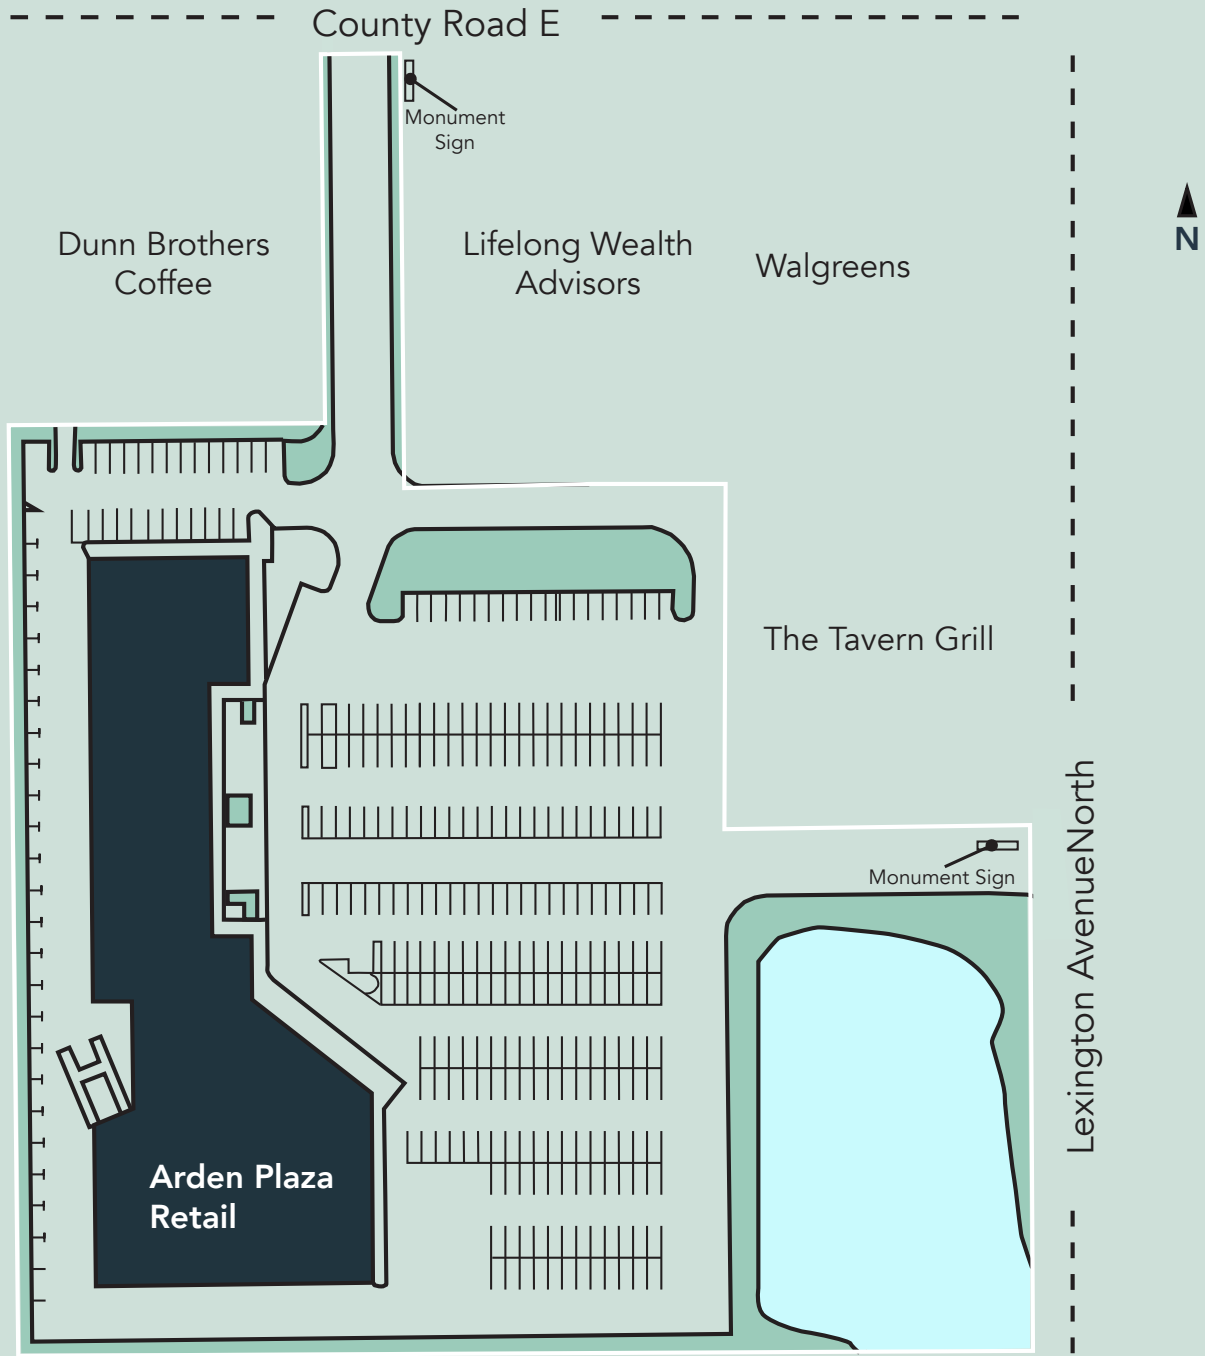 County Road E
Monument
Sign
Dunn Brothers
Coffee
Lifelong Wealth
Advisors
Walgreens
N
The Tavern Grill
Monument Sign
Lexington AvenueNorth
Arden Plaza
Retail